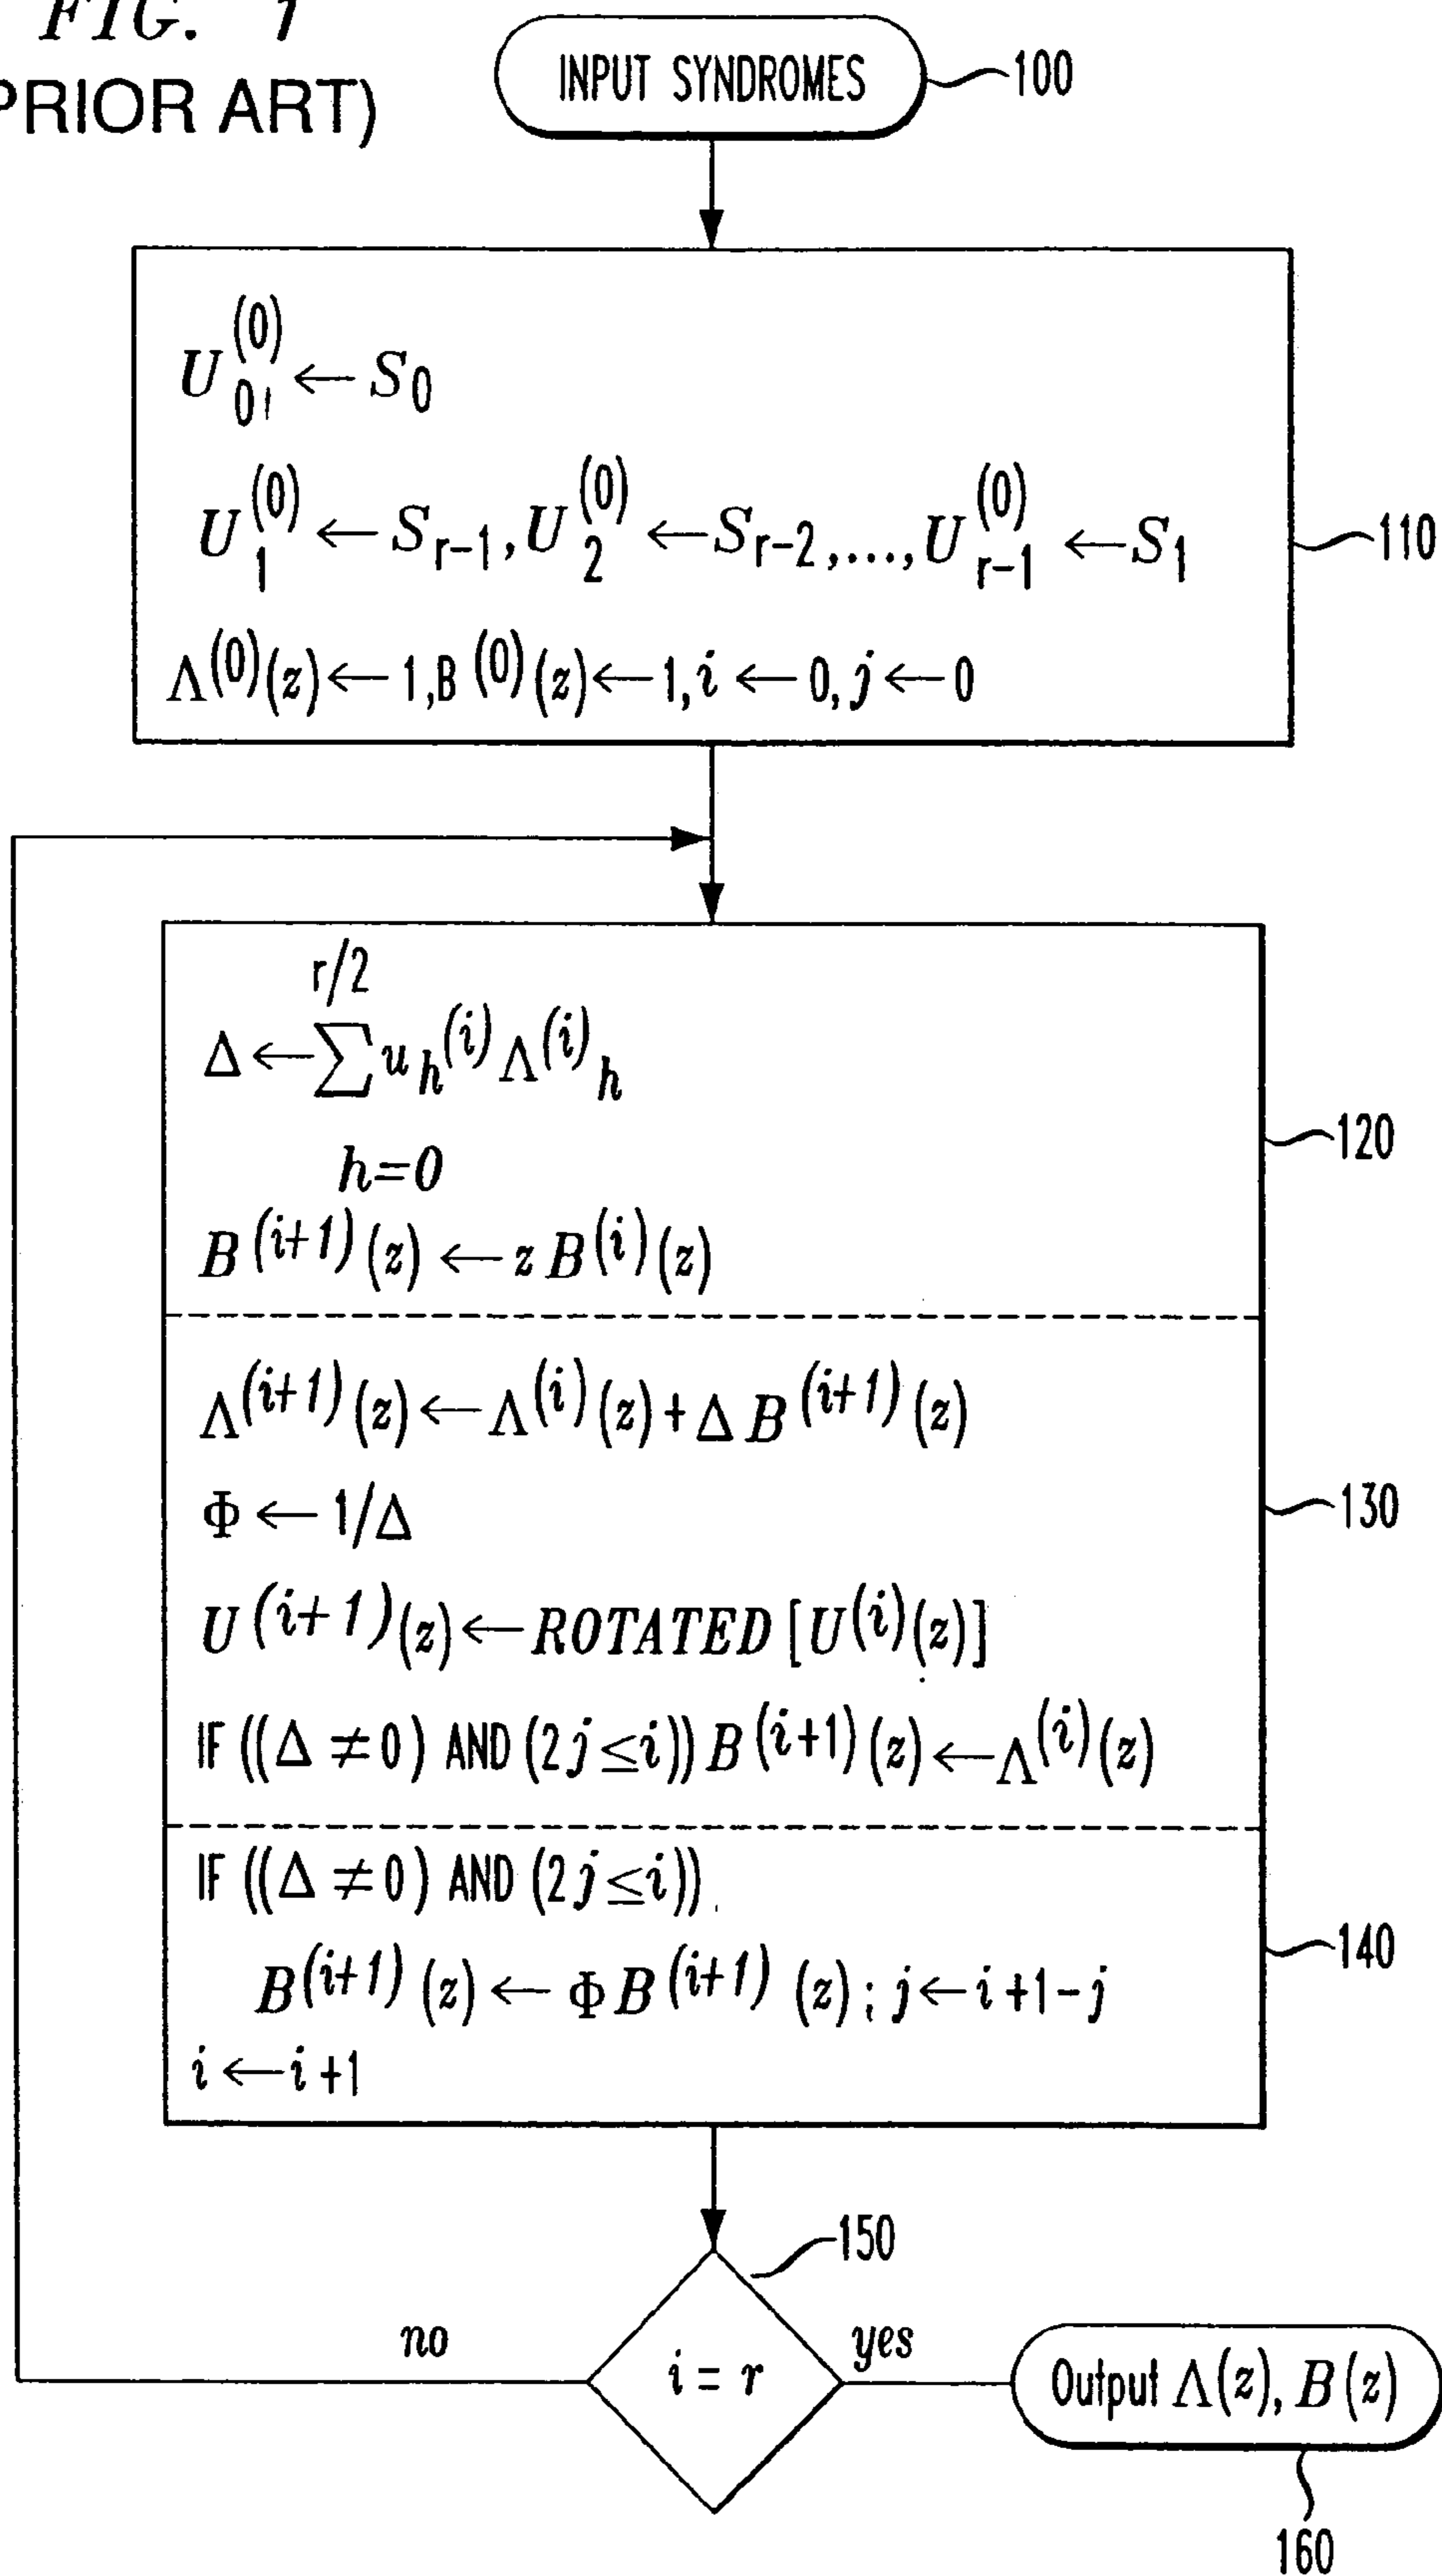 FIG. 1
PRIOR ART)
INPUT SYNDROMES
100
U_0^(0) ← S_0
U_1^(0) ← S_r-1, U_2^(0) ← S_r-2, ..., U_r-1^(0) ← S_1
110
Λ^(0)(z) ← 1, B^(0)(z) ← 1, i ← 0, j ← 0
r/2
Δ ← ∑ u_h^(i) Λ^(i)_h
h=0
120
B^(i+1)(z) ← z B^(i)(z)
Λ^(i+1)(z) ← Λ^(i)(z) + Δ B^(i+1)(z)
Φ ← 1/Δ
130
U^(i+1)(z) ← ROTATED [U^(i)(z)]
IF ((Δ ≠ 0) AND (2j ≤ i)) B^(i+1)(z) ← Λ^(i)(z)
IF ((Δ ≠ 0) AND (2j ≤ i))
140
B^(i+1)(z) ← Φ B^(i+1)(z); j ← i+1-j
i ← i+1
150
no
i = r
yes
Output Λ(z), B(z)
160